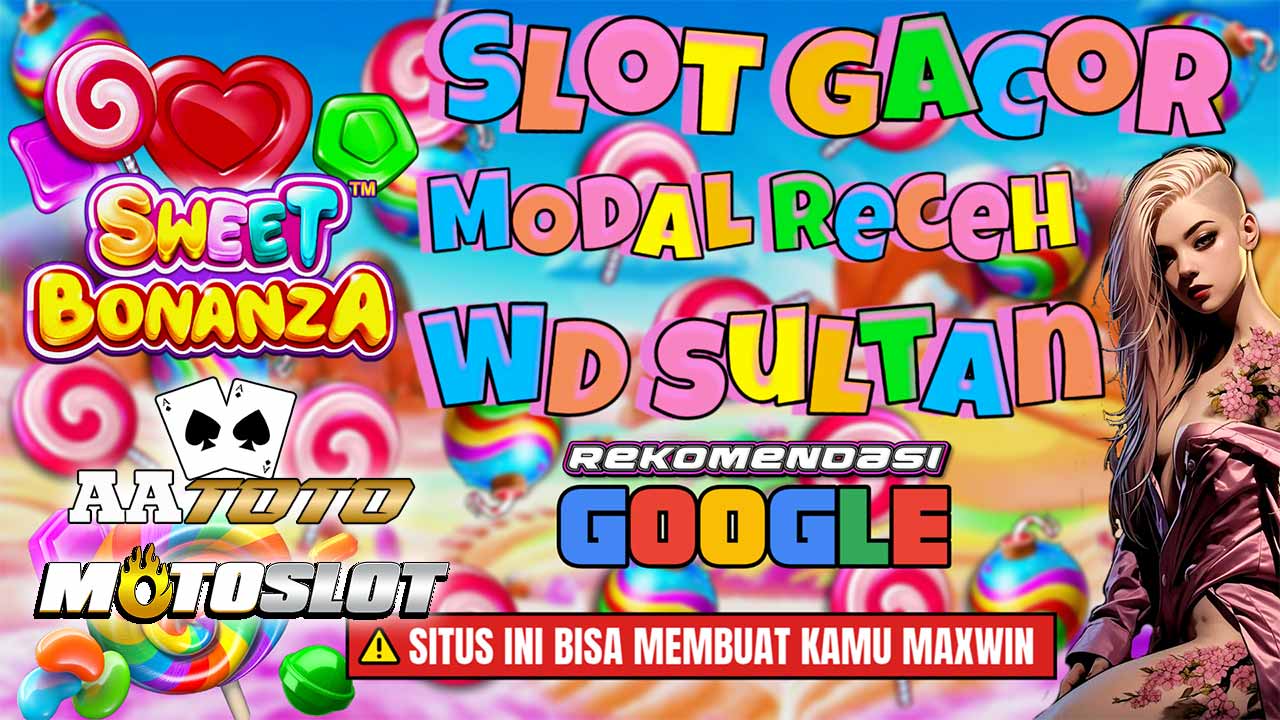 SLOT GACOR
MODAL RECEH
WD SULTAN
SWEET
BONANZA
TM
AATOTO
MOTOSLOT
REKOMENDASI
GOOGLE
SITUS INI BISA MEMBUAT KAMU MAXWIN